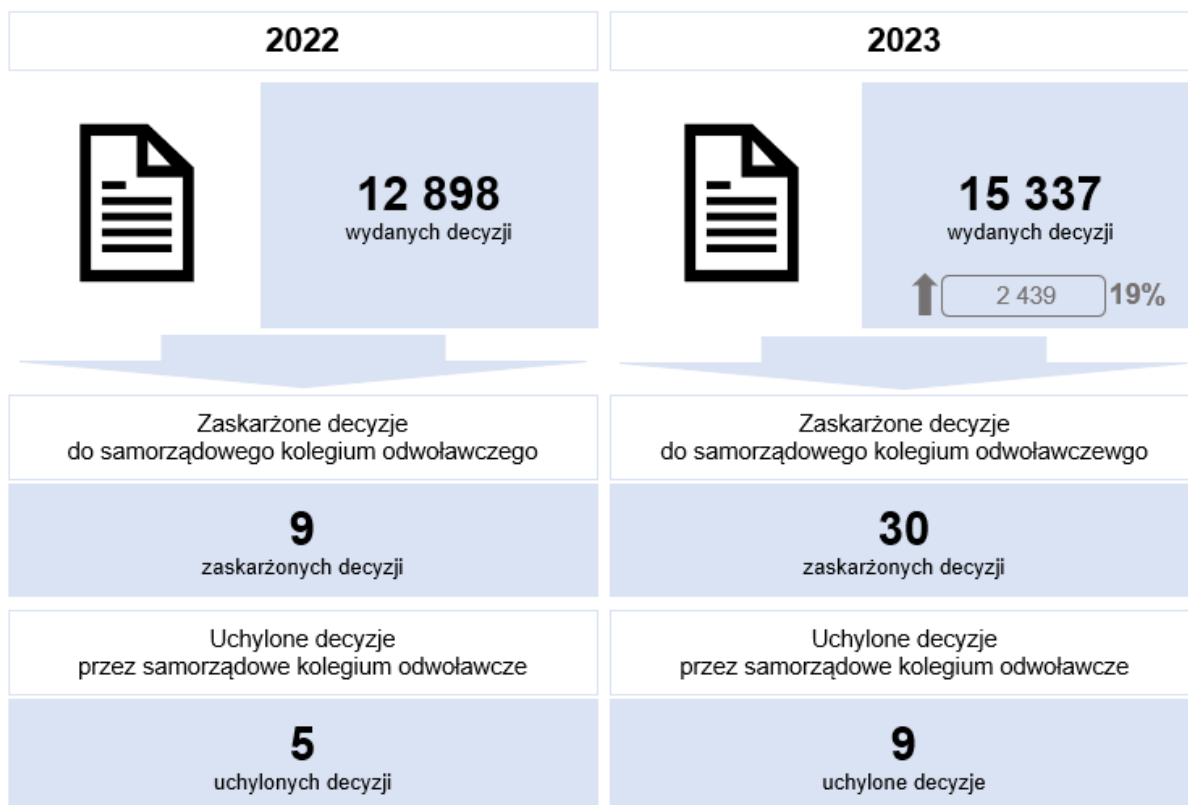 2022
12 898
wydanych decyzji
Zaskarżone decyzje
do samorządowego kolegium odwoławczego
9
zaskarżonych decyzji
Uchylone decyzje
przez samorządowe kolegium odwoławcze
5
uchylonych decyzji
2023
15 337
wydanych decyzji
2 439 19%
Zaskarżone decyzje
do samorządowego kolegium odwoławczewgo
30
zaskarżonych decyzji
Uchylone decyzje
przez samorządowe kolegium odwoławcze
9
uchylone decyzje